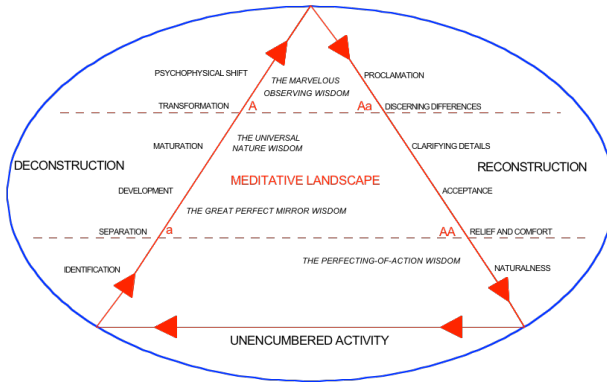 PSYCHOPHYSICAL SHIFT
PROCLAMATION
THE MARVELOUS
OBSERVING WISDOM
TRANSFORMATION
A
Aa
DISCERNING DIFFERENCES
THE UNIVERSAL
NATURE WISDOM
MATURATION
CLARIFYING DETAILS
DECONSTRUCTION
RECONSTRUCTION
MEDITATIVE LANDSCAPE
DEVELOPMENT
ACCEPTANCE
THE GREAT PERFECT MIRROR WISDOM
SEPARATION
a
AA
RELIEF AND COMFORT
THE PERFECTING-OF-ACTION WISDOM
IDENTIFICATION
NATURALNESS
UNENCUMBERED ACTIVITY